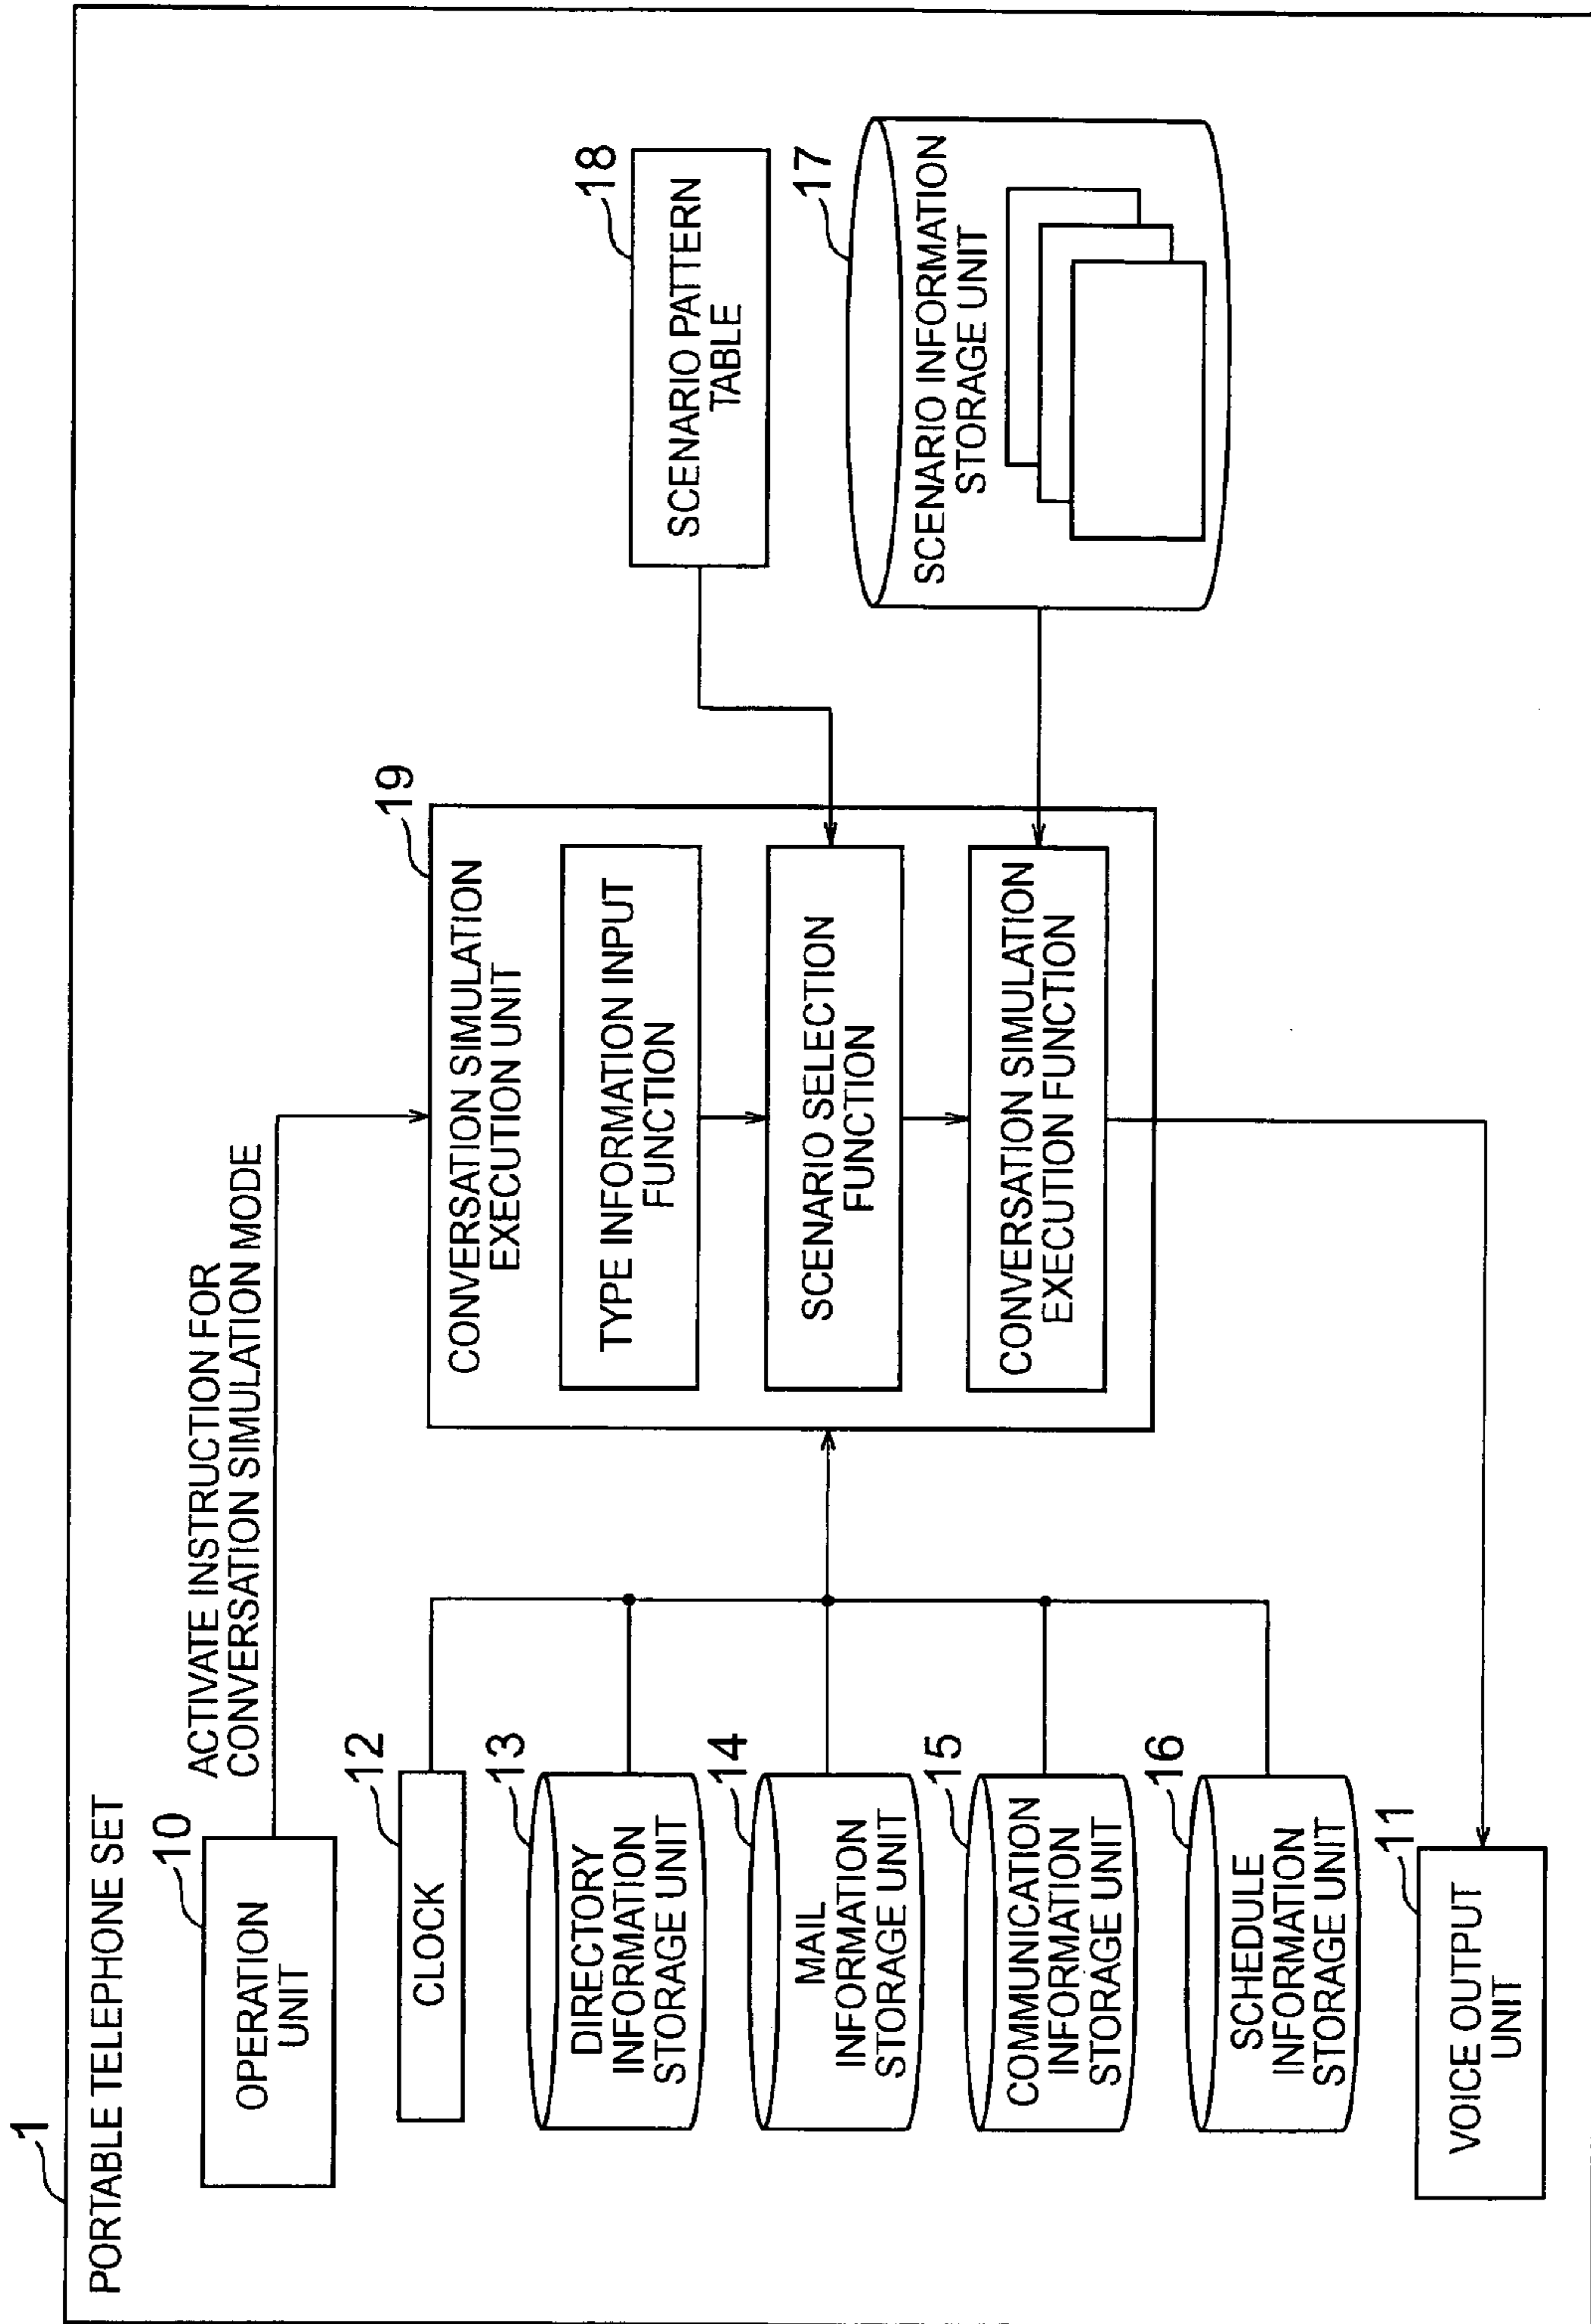 1
PORTABLE TELEPHONE SET
10
OPERATION
UNIT
ACTIVATE INSTRUCTION FOR
CONVERSATION SIMULATION MODE
12
CLOCK
13
DIRECTORY
INFORMATION
STORAGE UNIT
14
MAIL
INFORMATION
STORAGE UNIT
15
COMMUNICATION
INFORMATION
STORAGE UNIT
16
SCHEDULE
INFORMATION
STORAGE UNIT
11
VOICE OUTPUT
UNIT
19
CONVERSATION SIMULATION
EXECUTION UNIT
TYPE INFORMATION INPUT
FUNCTION
SCENARIO SELECTION
FUNCTION
CONVERSATION SIMULATION
EXECUTION FUNCTION
18
SCENARIO PATTERN
TABLE
17
SCENARIO INFORMATION
STORAGE UNIT